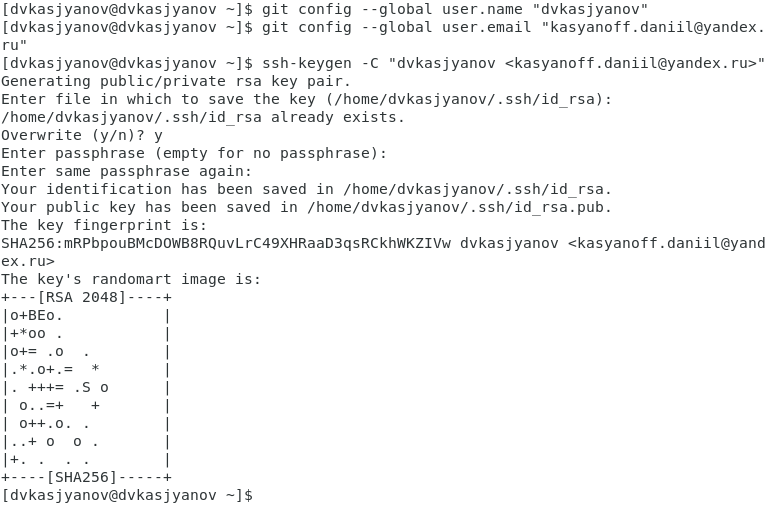 [dvkasjyanov@dvkasjyanov ~]$ git config --global user.name "dvkasjyanov"
[dvkasjyanov@dvkasjyanov ~]$ git config --global user.email "kasyanoff.daniil@yandex.
ru"
[dvkasjyanov@dvkasjyanov ~]$ ssh-keygen -C "dvkasjyanov <kasyanoff.daniil@yandex.ru>"
Generating public/private rsa key pair.
Enter file in which to save the key (/home/dvkasjyanov/.ssh/id_rsa):
/home/dvkasjyanov/.ssh/id_rsa already exists.
Overwrite (y/n)? y
Enter passphrase (empty for no passphrase):
Enter same passphrase again:
Your identification has been saved in /home/dvkasjyanov/.ssh/id_rsa.
Your public key has been saved in /home/dvkasjyanov/.ssh/id_rsa.pub.
The key fingerprint is:
SHA256:mRPbpouBMcDOWB8RQuvLrC49XHRaaD3qsRCkhWKZIVw dvkasjyanov <kasyanoff.daniil@yand
ex.ru>
The key's randomart image is:
+---[RSA 2048]----+
|o+BEo.           |
|+*oo .           |
|o+= .o  .        |
|.*.o+.=  *       |
|. +++= .S o      |
| o..=+   +       |
| o++.o. .        |
|..+ o  o .       |
|+. .  . .        |
+----[SHA256]-----+
[dvkasjyanov@dvkasjyanov ~]$